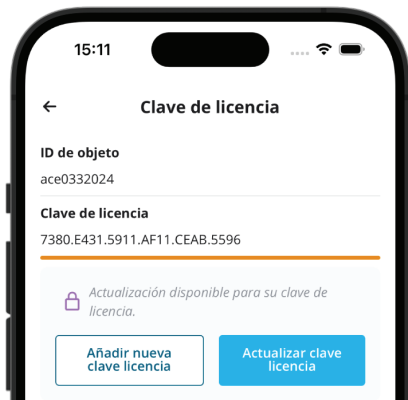 15:11
Clave de licencia
ID de objeto
ace0332024
Clave de licencia
7380.E431.5911.AF11.CEAB.5596
Actualización disponible para su clave de
licencia.
Añadir nueva
clave licencia
Actualizar clave
licencia